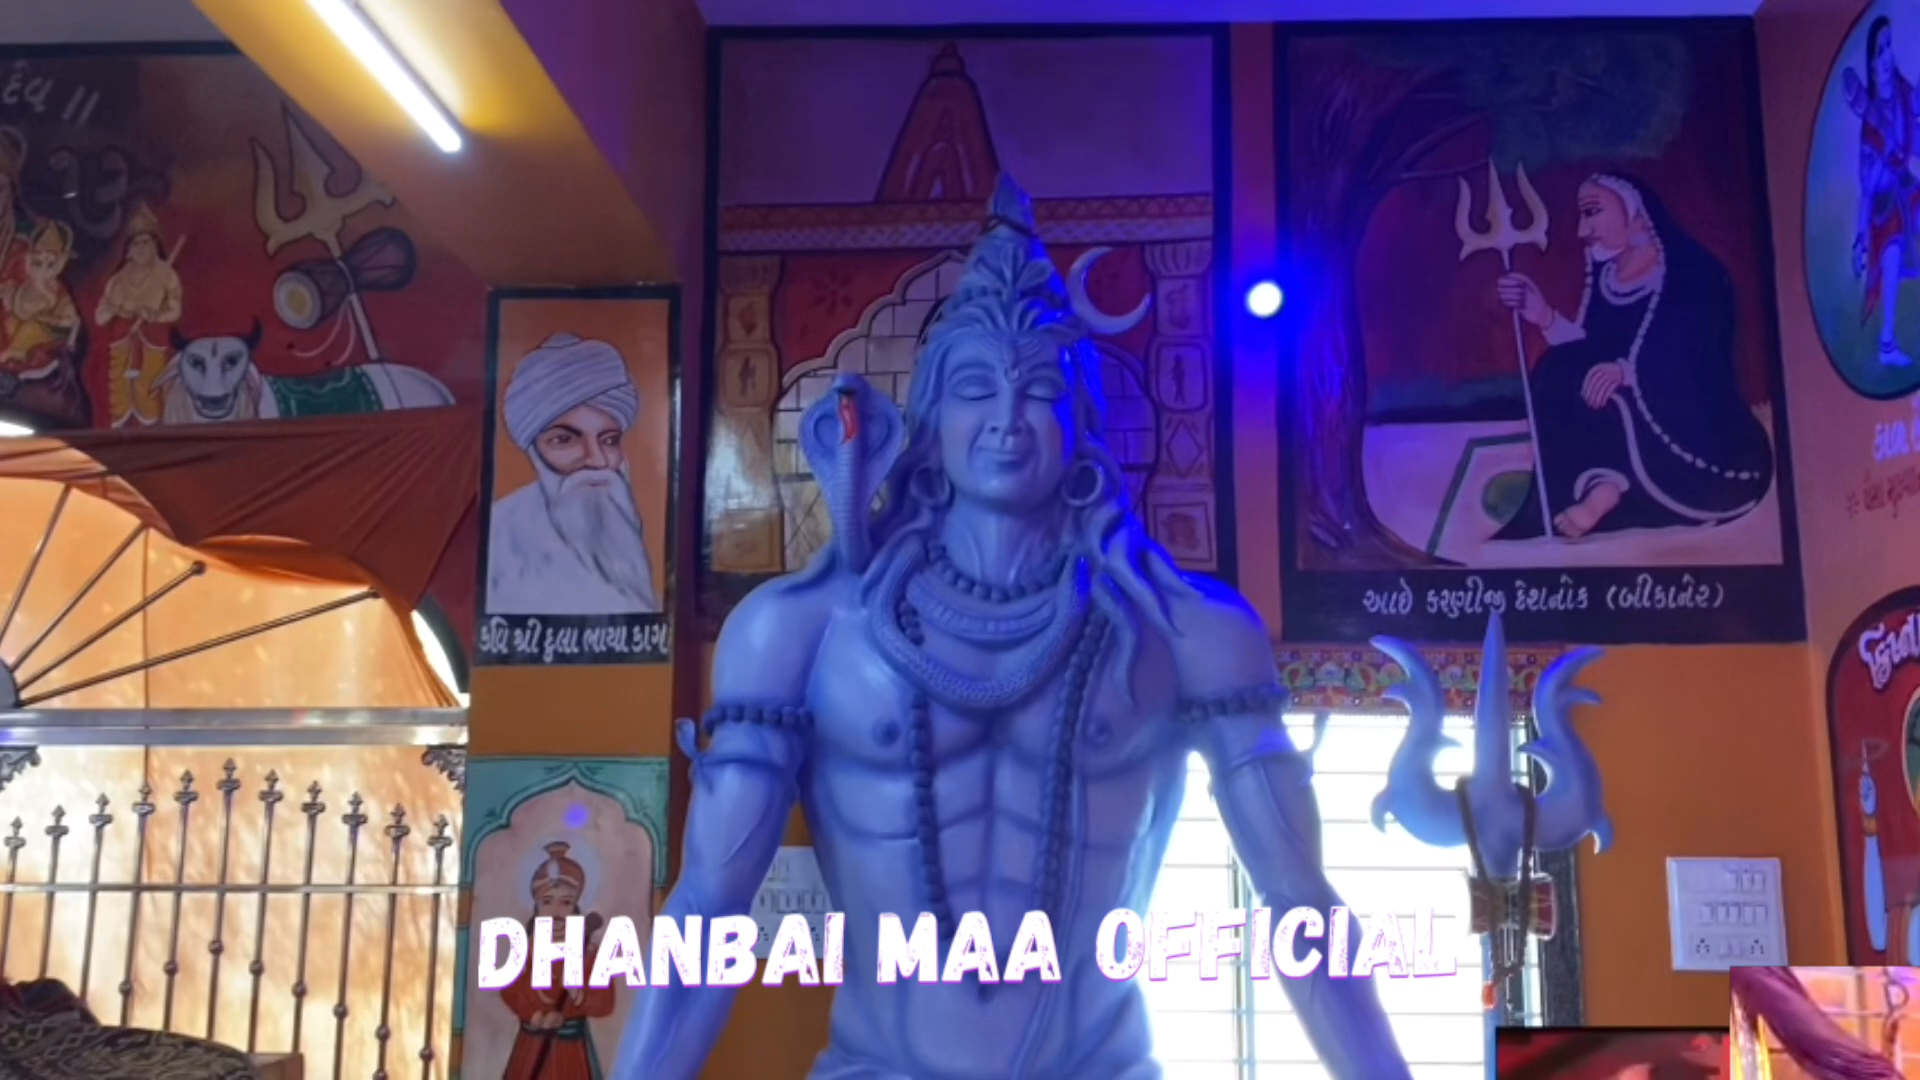 કવિ શ્રી દુલા ભાયા કાગ
આઈ કરણીજી દેશનોક (બીકાનેર)
DHANBAI MAA OFFICIAL